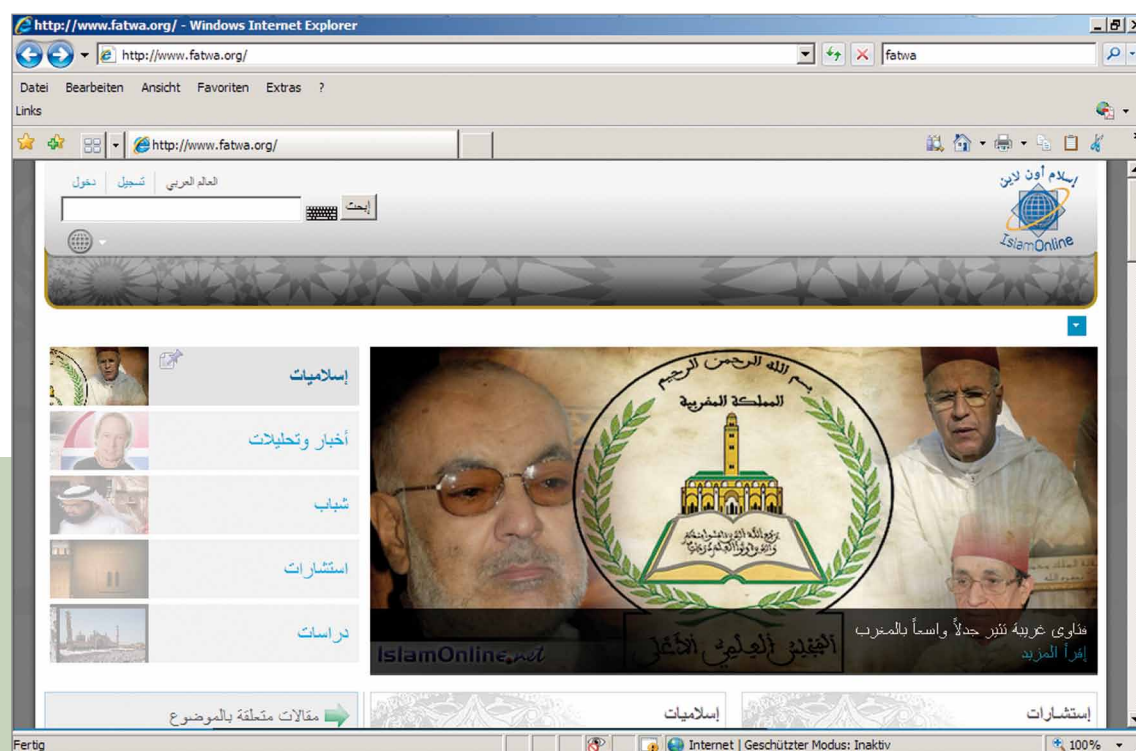 http://www.fatwa.org/ - Windows Internet Explorer
http://www.fatwa.org/
fatwa
Datei Bearbeiten Ansicht Favoriten Extras ?
Links
http://www.fatwa.org/
العالم العربي | تسجيل | دخول
إبحث
إسلام أون لاين
IslamOnline
إسلاميات
أخبار وتحليلات
شباب
استشارات
دراسات
بسم الله الرحمن الرحيم
المملكة المغربية
المجلس العلمي الأعلى
IslamOnline.net
فتاوى غريبة تثير جدلاً واسعاً بالمغرب
إقرأ المزيد
إستشارات
إسلاميات
مقالات متعلقة بالموضوع
Fertig
Internet | Geschützter Modus: Inaktiv
100%